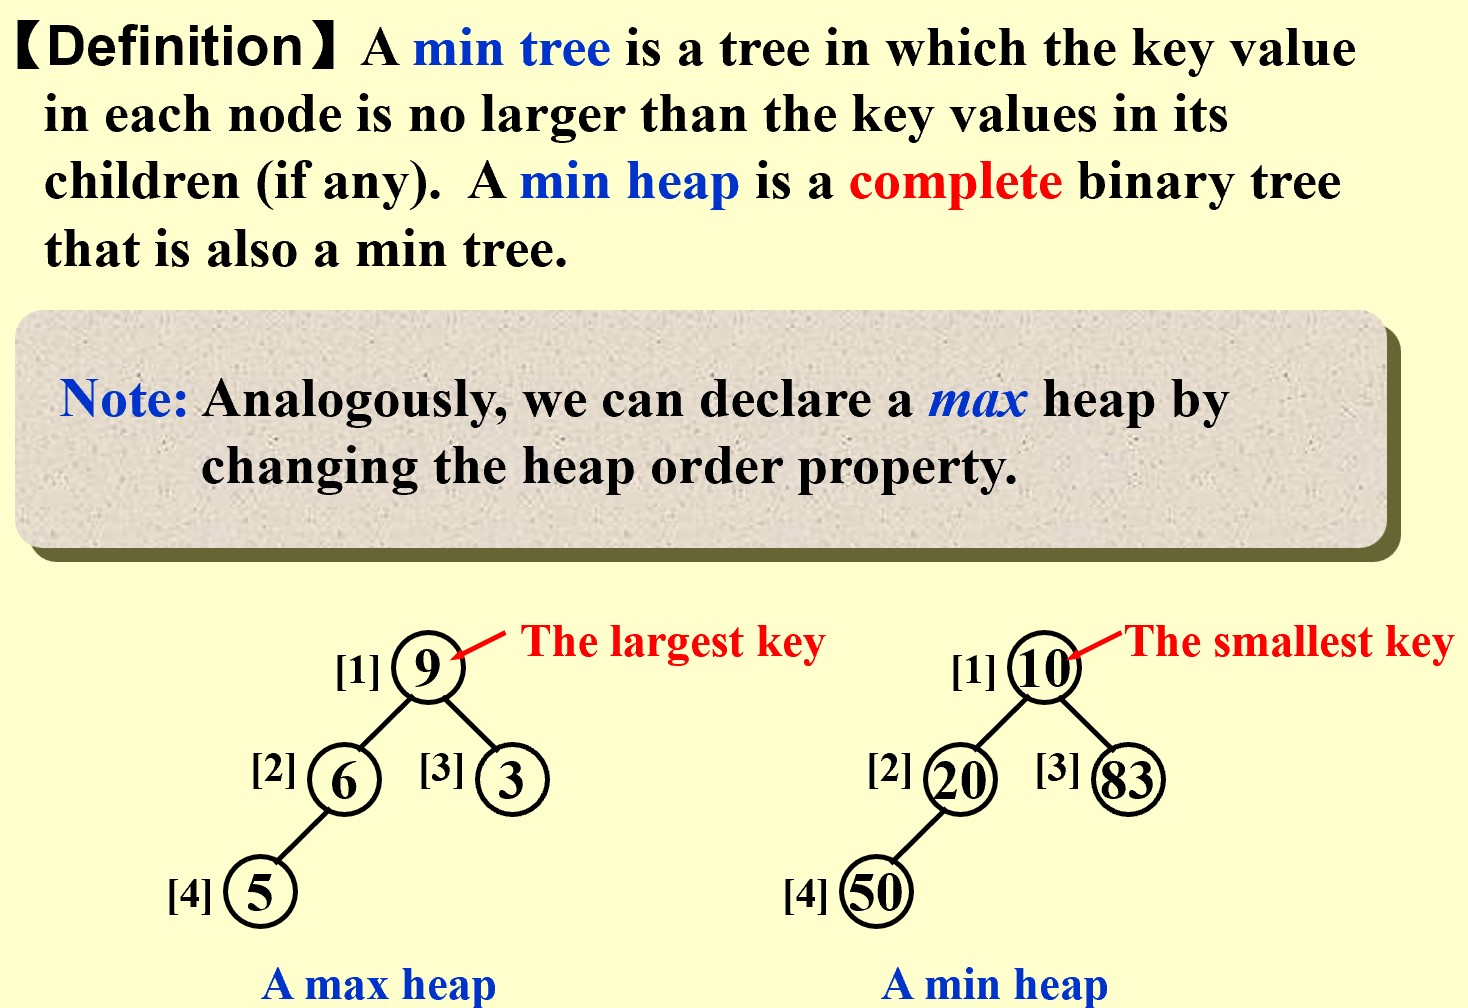 【Definition】A min tree is a tree in which the key value
in each node is no larger than the key values in its
children (if any). A min heap is a complete binary tree
that is also a min tree.
Note: Analogously, we can declare a max heap by
changing the heap order property.
[1] 9 The largest key
[2] 6 [3] 3
[4] 5
A max heap
[1] 10 The smallest key
[2] 20 [3] 83
[4] 50
A min heap